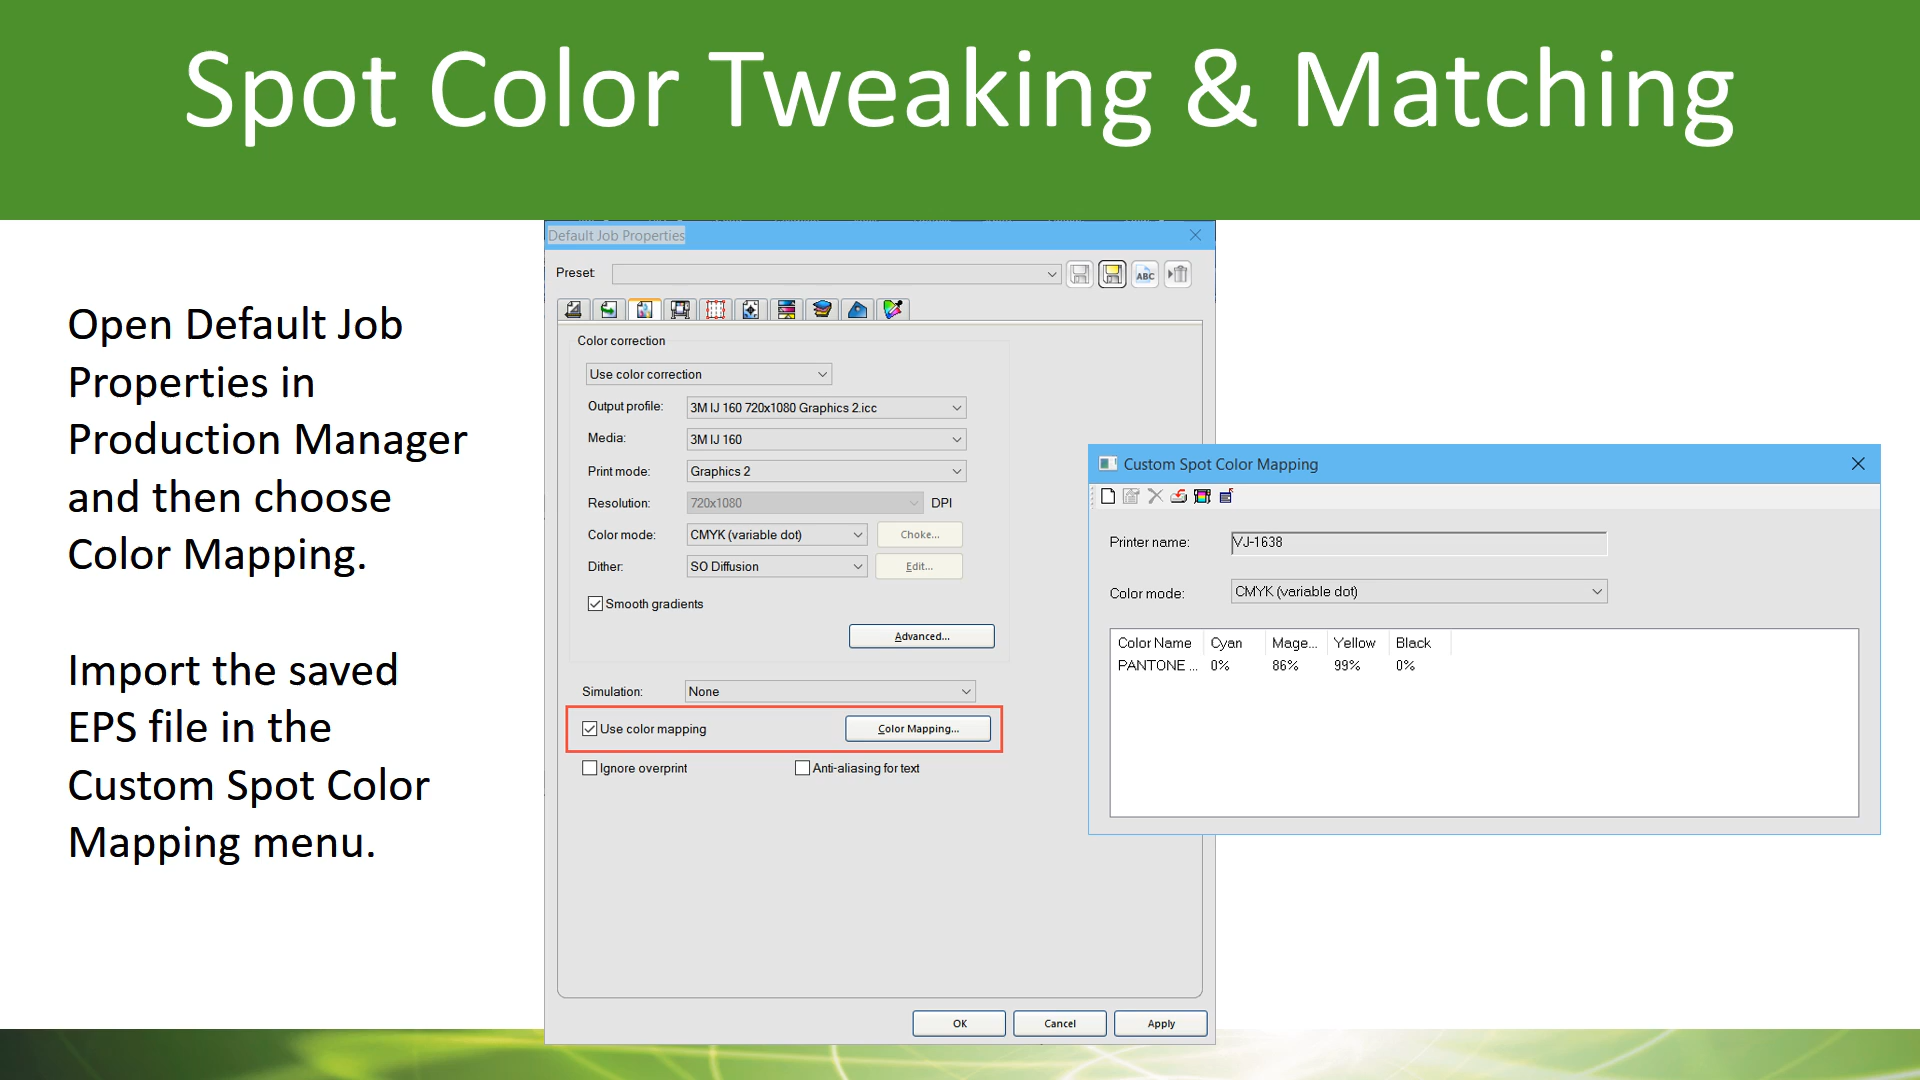 Spot Color Tweaking & Matching
Open Default Job
Properties in
Production Manager
and then choose
Color Mapping.
Import the saved
EPS file in the
Custom Spot Color
Mapping menu.
Default Job Properties
Preset:
ABC
Color correction
Use color correction
Output profile: 3M IJ 160 720x1080 Graphics 2.icc
Media: 3M IJ 160
Print mode: Graphics 2
Resolution: 720x1080 DPI
Color mode: CMYK (variable dot) Choke...
Dither: SO Diffusion Edit...
Smooth gradients
Advanced...
Simulation: None
Use color mapping Color Mapping...
Ignore overprint Anti-aliasing for text
OK Cancel Apply
Custom Spot Color Mapping
Printer name: VJ-1638
Color mode: CMYK (variable dot)
Color Name Cyan Mage... Yellow Black
PANTONE ... 0% 86% 99% 0%